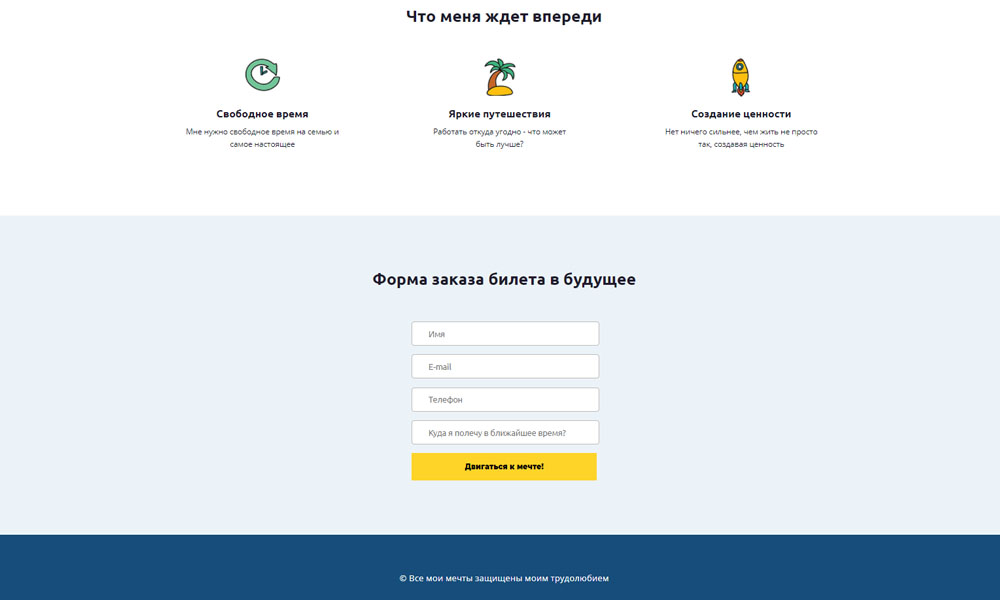 Что меня ждет впереди
Свободное время
Мне нужно свободное время на семью и
самое настоящее
Яркие путешествия
Работать откуда угодно - что может
быть лучше?
Создание ценности
Нет ничего сильнее, чем жить не просто
так, создавая ценность
Форма заказа билета в будущее
Имя
E-mail
Телефон
Куда я полечу в ближайшее время?
Двигаться к мечте!
© Все мои мечты защищены моим трудолюбием